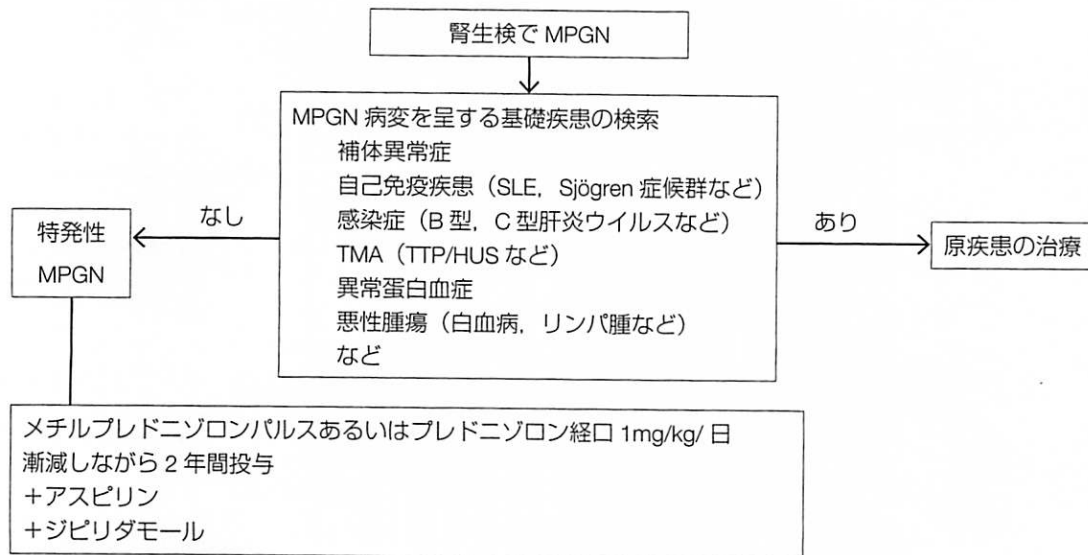 腎生検で MPGN
MPGN 病変を呈する基礎疾患の検索
補体異常症
自己免疫疾患（SLE，Sjögren 症候群など）
感染症（B 型，C 型肝炎ウイルスなど）
TMA（TTP/HUS など）
異常蛋白血症
悪性腫瘍（白血病，リンパ腫など）
など
なし
特発性
MPGN
あり
原疾患の治療
メチルプレドニゾロンパルスあるいはプレドニゾロン経口 1mg/kg/ 日
漸減しながら 2 年間投与
＋アスピリン
＋ジピリダモール